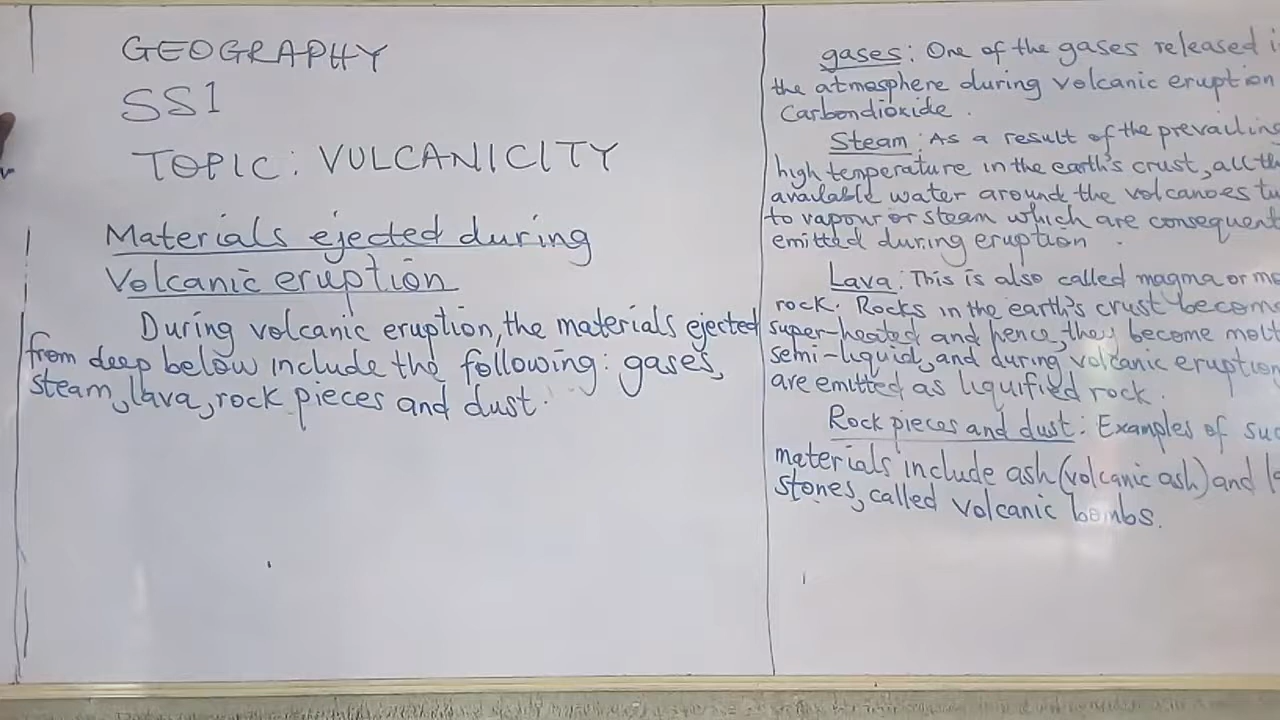 GEOGRAPHY
SS1
TOPIC: VULCANICITY
Materials ejected during
Volcanic eruption
During volcanic eruption, the materials ejected
from deep below include the following: gases,
steam, lava, rock pieces and dust.
gases: One of the gases released
the atmosphere during volcanic eruption
Carbondioxide.
Steam: As a result of the prevailing
high temperature in the earth's crust, all
available water around the volcanoes
to vapour or steam which are
emitted during eruption.
Lava: This is also called magma or
rock. Rocks in the earth's crust
super-heated and hence, they become
semi-liquid, and during volcanic eruption
are emitted as liquified rock.
Rock pieces and dust: Examples of
materials include ash (volcanic ash) and
stones, called volcanic bombs.